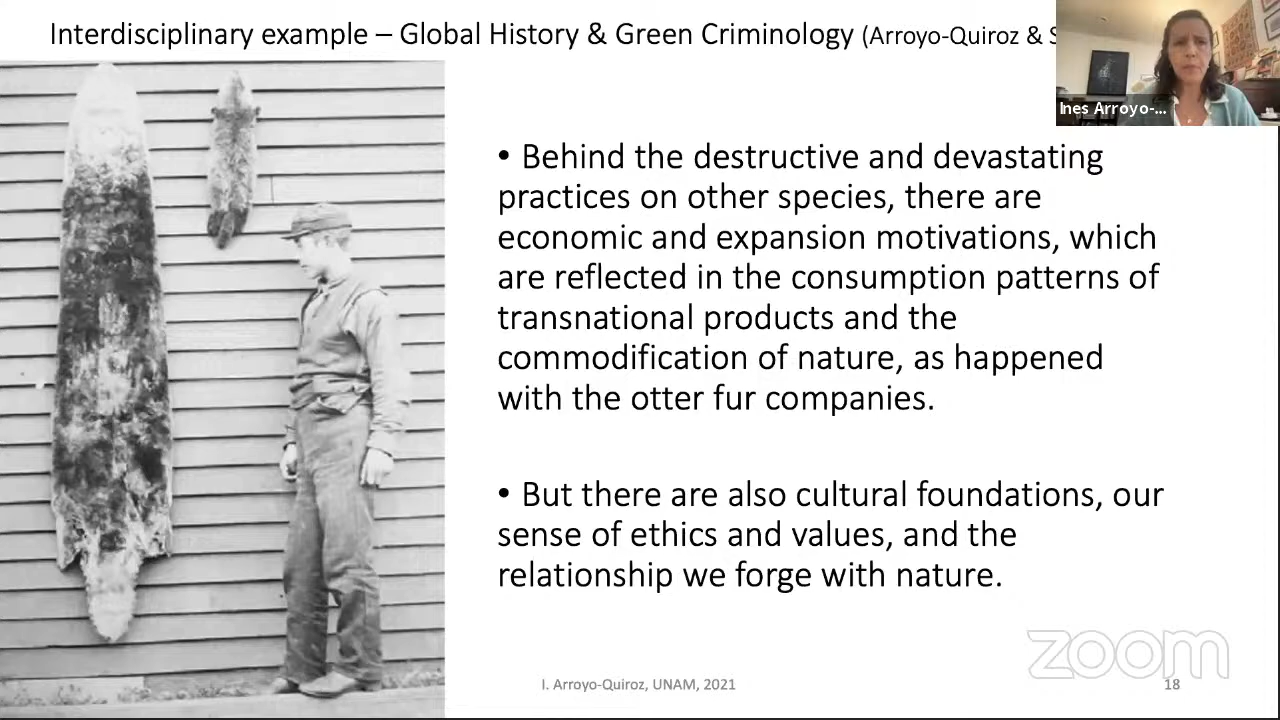 Interdisciplinary example – Global History & Green Criminology (Arroyo-Quiroz & S
Ines Arroyo-...
• Behind the destructive and devastating
practices on other species, there are
economic and expansion motivations, which
are reflected in the consumption patterns of
transnational products and the
commodification of nature, as happened
with the otter fur companies.
• But there are also cultural foundations, our
sense of ethics and values, and the
relationship we forge with nature.
zoom
I. Arroyo-Quiroz, UNAM, 2021
18